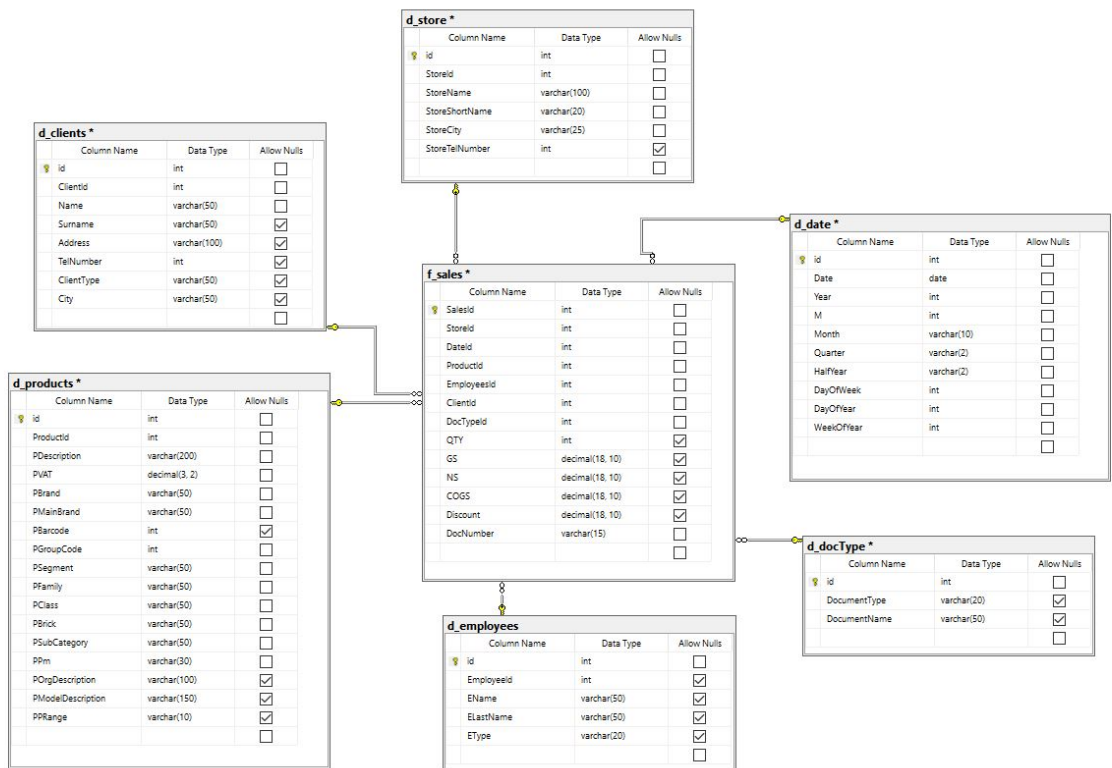 d_store *
Column Name Data Type Allow Nulls
id int
StoreId int
StoreName varchar(100)
StoreShortName varchar(20)
StoreCity varchar(25)
StoreTelNumber int
d_clients *
Column Name Data Type Allow Nulls
id int
ClientId int
Name varchar(50)
Surname varchar(50)
Address varchar(100)
TelNumber int
ClientType varchar(50)
City varchar(50)
d_date *
Column Name Data Type Allow Nulls
id int
Date date
Year int
M int
Month varchar(10)
Quarter varchar(2)
HalfYear varchar(2)
DayOfWeek int
DayOfYear int
WeekOfYear int
f_sales *
Column Name Data Type Allow Nulls
SalesId int
StoreId int
DateId int
ProductId int
EmployeesId int
ClientId int
DocTypeId int
QTY int
GS decimal(18, 10)
NS decimal(18, 10)
COGS decimal(18, 10)
Discount decimal(18, 10)
DocNumber varchar(15)
d_products *
Column Name Data Type Allow Nulls
id int
ProductId int
PDescription varchar(200)
PVAT decimal(3, 2)
PBrand varchar(50)
PMainBrand varchar(50)
PBarcode int
PGroupCode int
PSegment varchar(50)
PFamily varchar(50)
PClass varchar(50)
PBrick varchar(50)
PSubCategory varchar(50)
PPm varchar(30)
POrgDescription varchar(100)
PModelDescription varchar(150)
PPRange varchar(10)
d_docType *
Column Name Data Type Allow Nulls
id int
DocumentType varchar(20)
DocumentName varchar(50)
d_employees
Column Name Data Type Allow Nulls
id int
EmployeeId int
EName varchar(50)
ELastName varchar(50)
EType varchar(20)